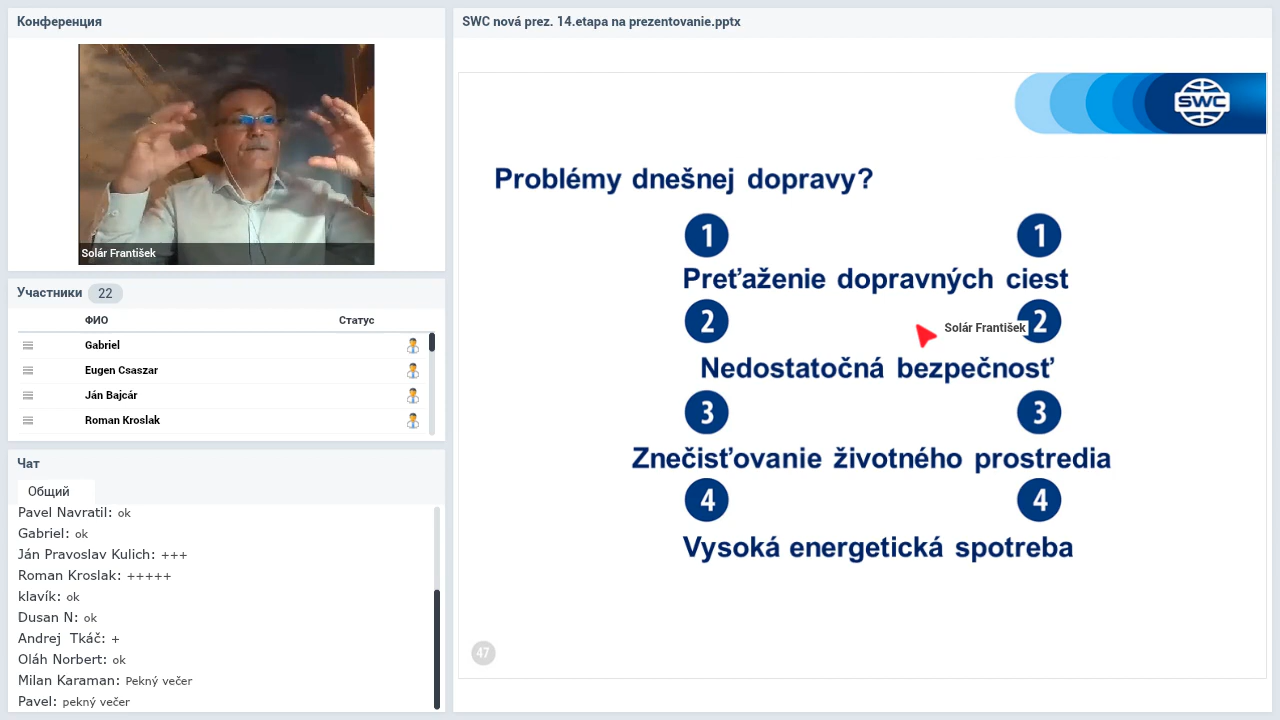 Конференция
Solár František
Участники 22
ФИО Статус
Gabriel
Eugen Csaszar
Ján Bajcár
Roman Kroslak
Чат
Общий
Pavel Navratil: ok
Gabriel: ok
Ján Pravoslav Kulich: +++
Roman Kroslak: +++++
klavík: ok
Dusan N: ok
Andrej Tkáč: +
Oláh Norbert: ok
Milan Karaman: Pekný večer
Pavel: pekný večer
SWC nová prez. 14.etapa na prezentovanie.pptx
SWC
Problémy dnešnej dopravy?
1 1
Preťaženie dopravných ciest
2 Solár František 2
Nedostatočná bezpečnosť
3 3
Znečisťovanie životného prostredia
4 4
Vysoká energetická spotreba
47